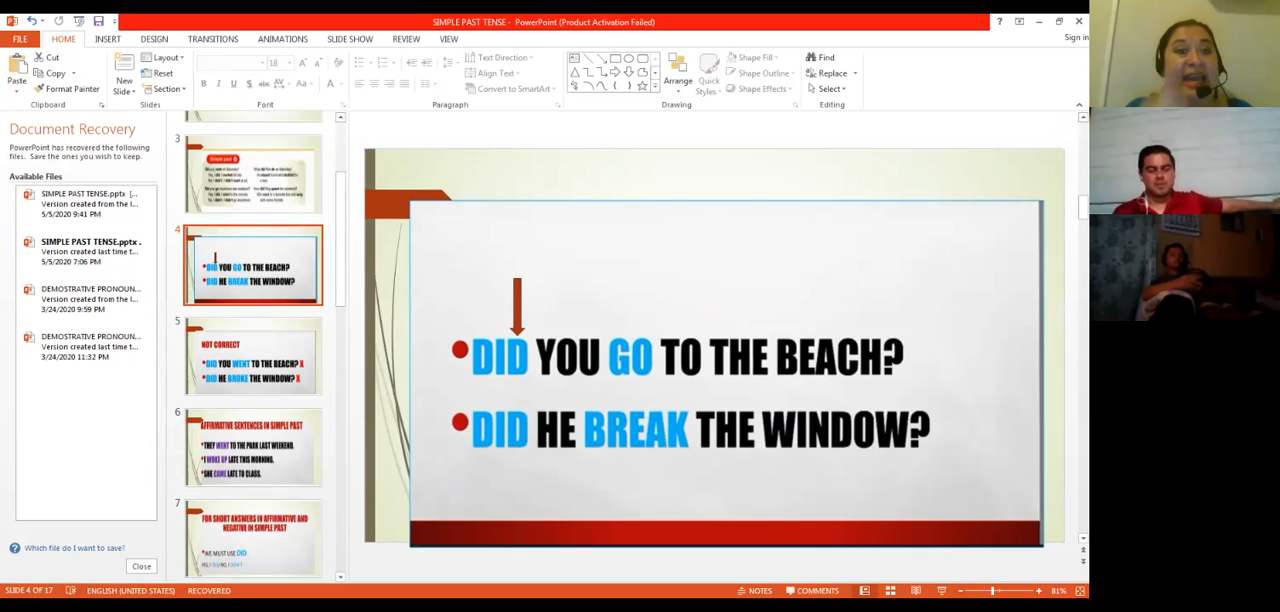 SIMPLE PAST TENSE - PowerPoint (Product Activation Failed)
Sign in
FILE HOME INSERT DESIGN TRANSITIONS ANIMATIONS SLIDE SHOW REVIEW VIEW
Paste
Cut
Copy
Format Painter
Clipboard
New Slide
Layout
Reset
Section
Slides
18
B I U S abc AV Aa A
Font
Paragraph
Text Direction
Align Text
Convert to SmartArt
Arrange
Quick Styles
Shape Fill
Shape Outline
Shape Effects
Drawing
Find
Replace
Select
Editing
Document Recovery
PowerPoint has recovered the following
files. Save the ones you wish to keep.
Available Files
SIMPLE PAST TENSE.pptx [...
Version created from the l...
5/5/2020 9:41 PM
SIMPLE PAST TENSE.pptx .
Version created last time t...
5/5/2020 7:06 PM
DEMOSTRATIVE PRONOUN...
Version created from the l...
3/24/2020 9:59 PM
DEMOSTRATIVE PRONOUN...
Version created last time t...
3/24/2020 11:32 PM
Which file do I want to save?
Close
3
Simple past
4
•DID YOU GO TO THE BEACH?
•DID HE BREAK THE WINDOW?
5
NOT CORRECT
•DID YOU WENT TO THE BEACH? X
•DID HE BROKE THE WINDOW? X
6
AFFIRMATIVE SENTENCES IN SIMPLE PAST
•THEY WENT TO THE PARK LAST WEEKEND.
•I WOKE UP LATE THIS MORNING.
•SHE CAME LATE TO CLASS.
7
FOR SHORT ANSWERS IN AFFIRMATIVE AND
NEGATIVE IN SIMPLE PAST
•WE MUST USE DID
•DID YOU GO TO THE BEACH?
•DID HE BREAK THE WINDOW?
SLIDE 4 OF 17 ENGLISH (UNITED STATES) RECOVERED NOTES COMMENTS 81%